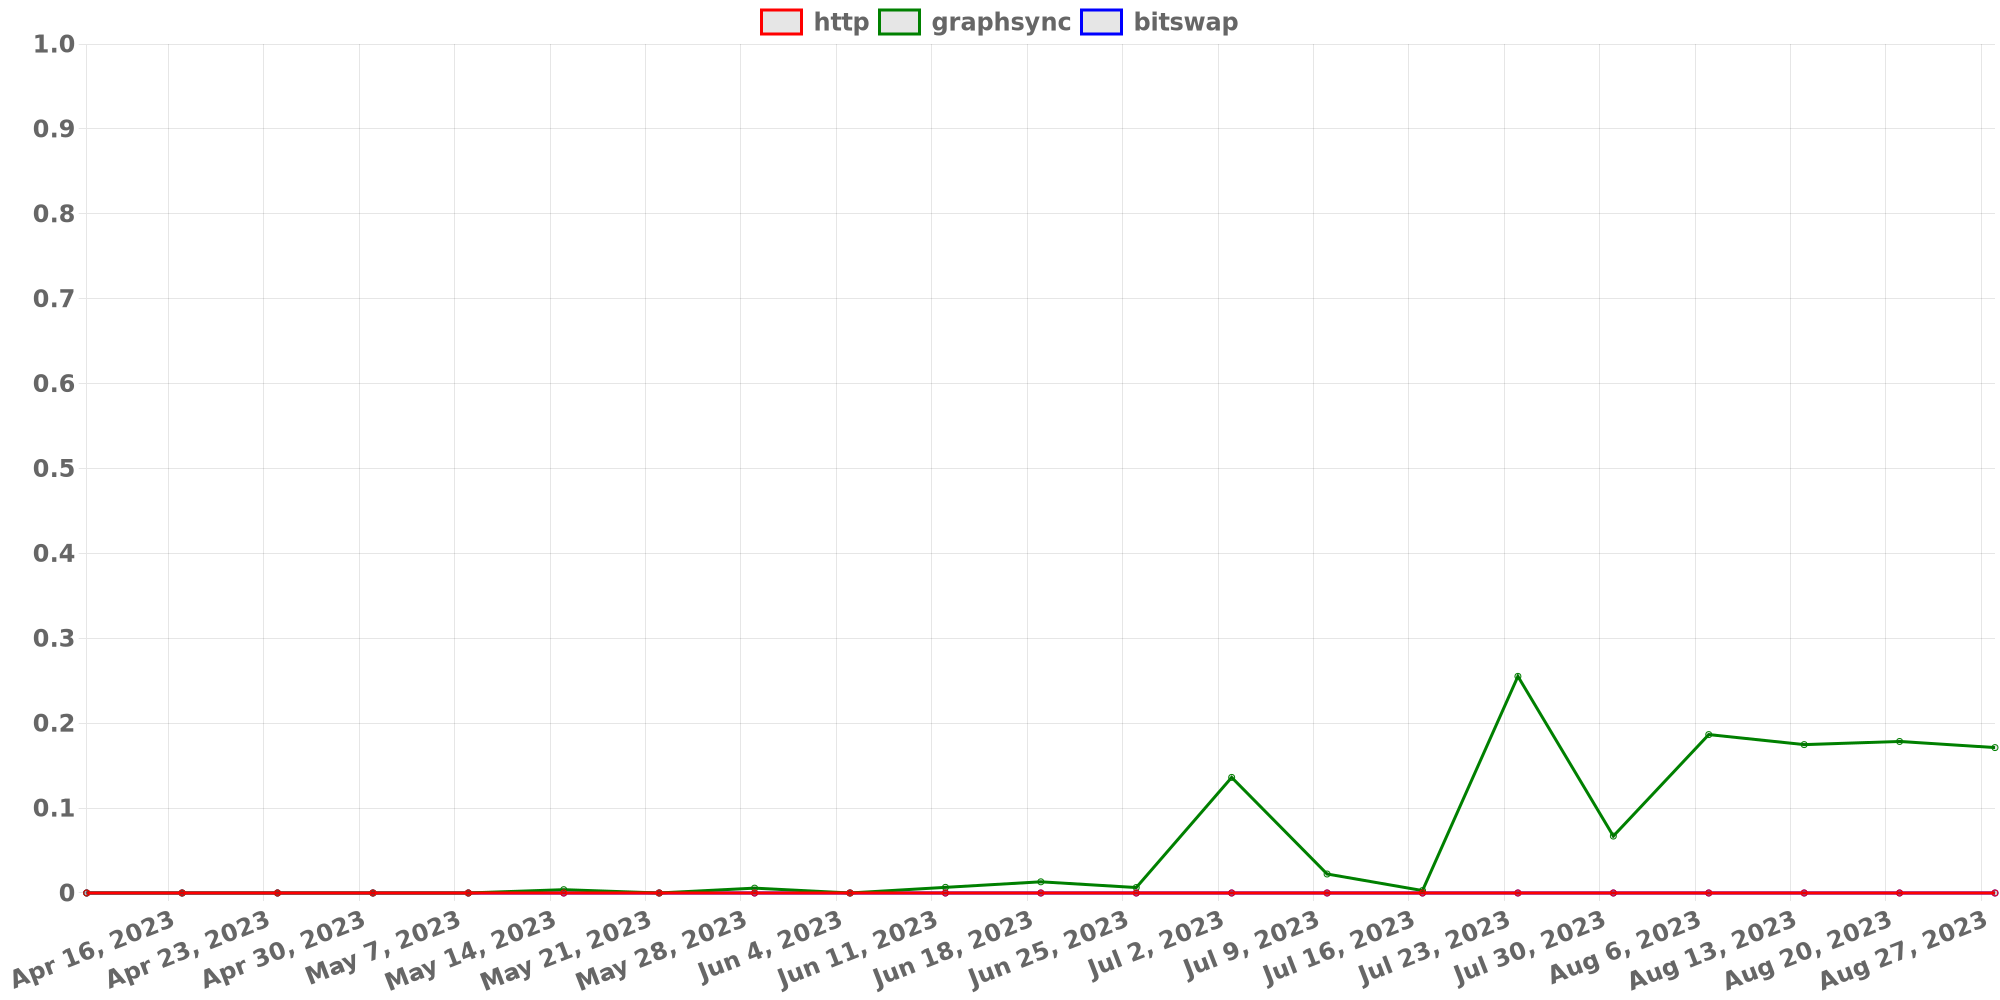 http graphsync bitswap
1.0
0.9
0.8
0.7
0.6
0.5
0.4
0.3
0.2
0.1
0
Apr 16, 2023
Apr 23, 2023
Apr 30, 2023
May 7, 2023
May 14, 2023
May 21, 2023
May 28, 2023
Jun 4, 2023
Jun 11, 2023
Jun 18, 2023
Jun 25, 2023
Jul 2, 2023
Jul 9, 2023
Jul 16, 2023
Jul 23, 2023
Jul 30, 2023
Aug 6, 2023
Aug 13, 2023
Aug 20, 2023
Aug 27, 2023